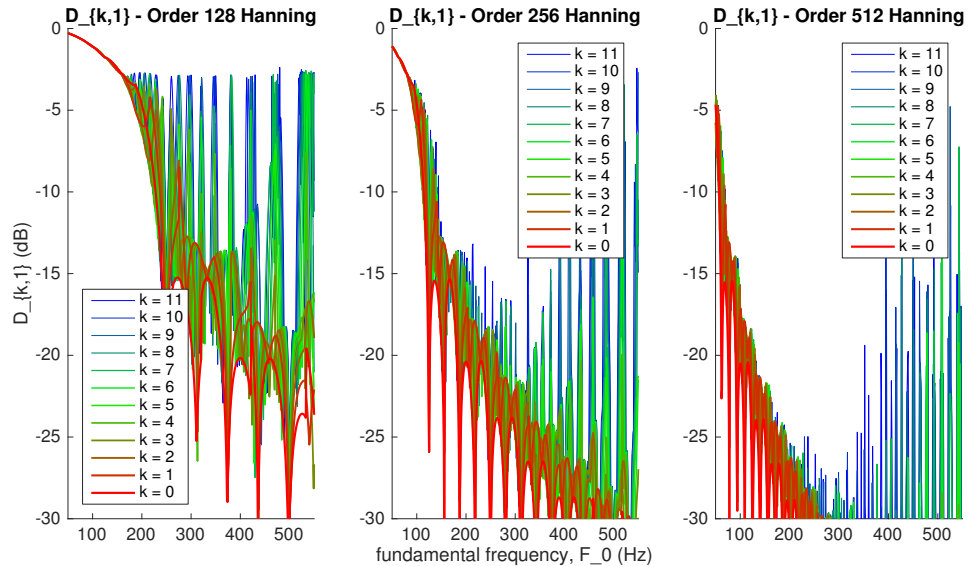 D_{k,1} - Order 128 Hanning
D_{k,1} (dB)
0
-5
-10
-15
-20
-25
-30
100 200 300 400 500
k = 11
k = 10
k = 9
k = 8
k = 7
k = 6
k = 5
k = 4
k = 3
k = 2
k = 1
k = 0
D_{k,1} - Order 256 Hanning
0
-5
-10
-15
-20
-25
-30
100 200 300 400 500
fundamental frequency, F_0 (Hz)
k = 11
k = 10
k = 9
k = 8
k = 7
k = 6
k = 5
k = 4
k = 3
k = 2
k = 1
k = 0
D_{k,1} - Order 512 Hanning
0
-5
-10
-15
-20
-25
-30
100 200 300 400 500
k = 11
k = 10
k = 9
k = 8
k = 7
k = 6
k = 5
k = 4
k = 3
k = 2
k = 1
k = 0